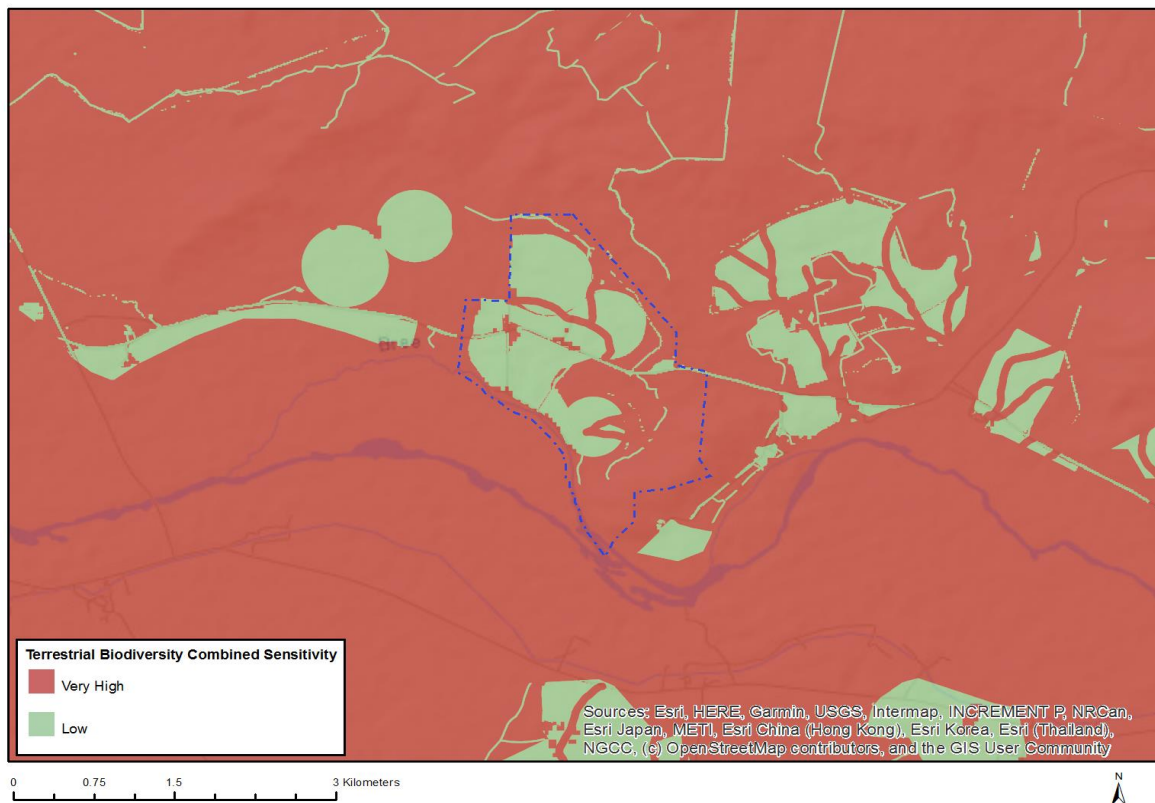 Bree
Terrestrial Biodiversity Combined Sensitivity
Very High
Low
Sources: Esri, HERE, Garmin, USGS, Intermap, INCREMENT P, NRCan,
Esri Japan, METI, Esri China (Hong Kong), Esri Korea, Esri (Thailand),
NGCC, (c) OpenStreetMap contributors, and the GIS User Community
0 0.75 1.5 3 Kilometers
N